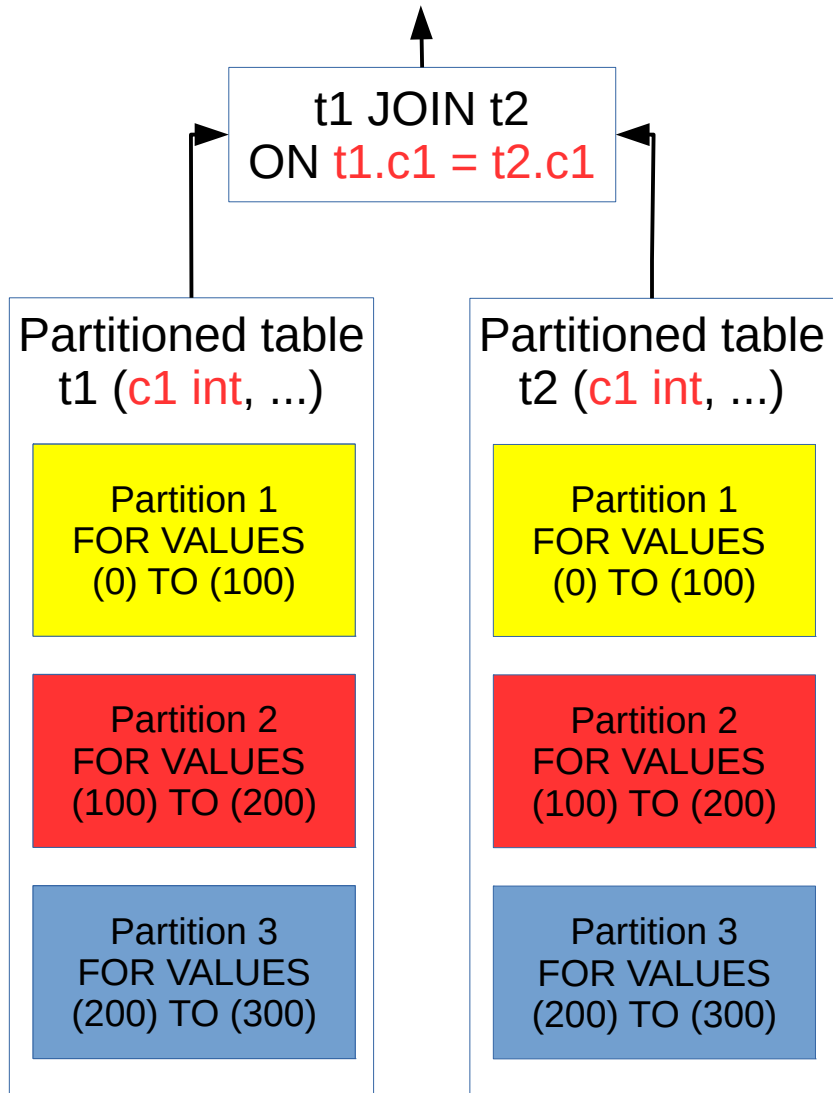 t1 JOIN t2
ON t1.c1 = t2.c1
Partitioned table
t1 (c1 int, ...)
Partition 1
FOR VALUES
(0) TO (100)
Partition 2
FOR VALUES
(100) TO (200)
Partition 3
FOR VALUES
(200) TO (300)
Partitioned table
t2 (c1 int, ...)
Partition 1
FOR VALUES
(0) TO (100)
Partition 2
FOR VALUES
(100) TO (200)
Partition 3
FOR VALUES
(200) TO (300)